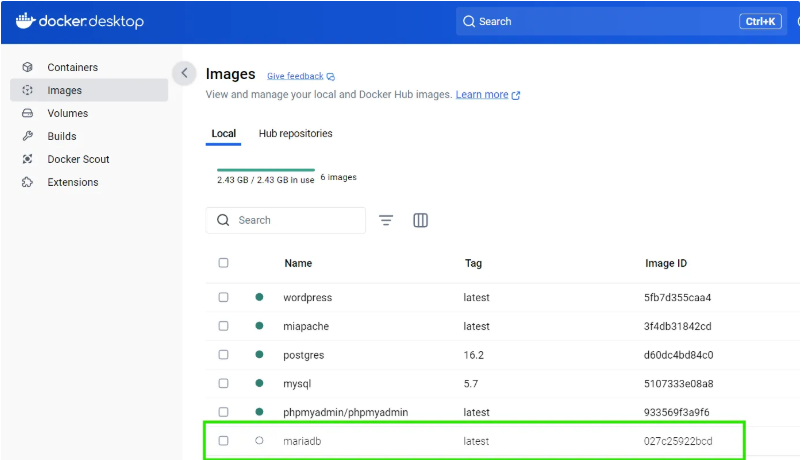 docker.desktop
Search
Ctrl+K
Containers
Images
Volumes
Builds
Docker Scout
Extensions
Images Give feedback
View and manage your local and Docker Hub images. Learn more
Local Hub repositories
2.43 GB / 2.43 GB in use 6 images
Search
Name Tag Image ID
wordpress latest 5fb7d355caa4
miapache latest 3f4db31842cd
postgres 16.2 d60dc4bd84c0
mysql 5.7 5107333e08a8
phpmyadmin/phpmyadmin latest 933569f3a9f6
mariadb latest 027c25922bcd